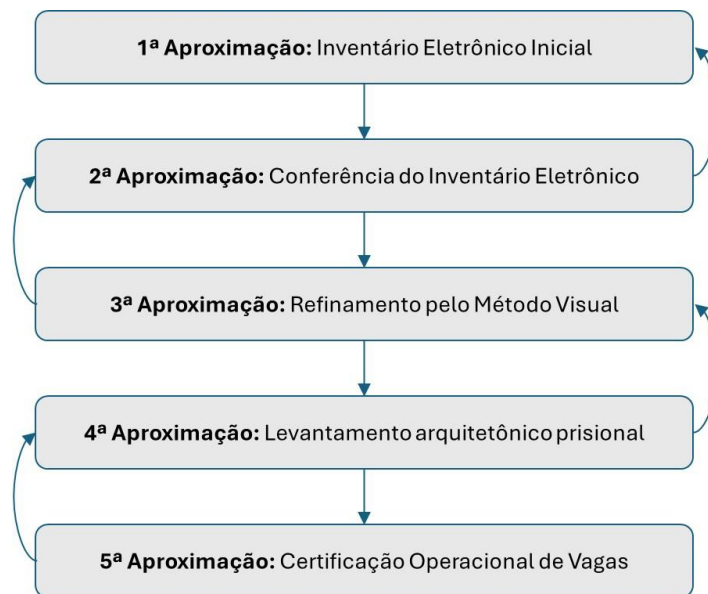 1ª Aproximação: Inventário Eletrônico Inicial
2ª Aproximação: Conferência do Inventário Eletrônico
3ª Aproximação: Refinamento pelo Método Visual
4ª Aproximação: Levantamento arquitetônico prisional
5ª Aproximação: Certificação Operacional de Vagas